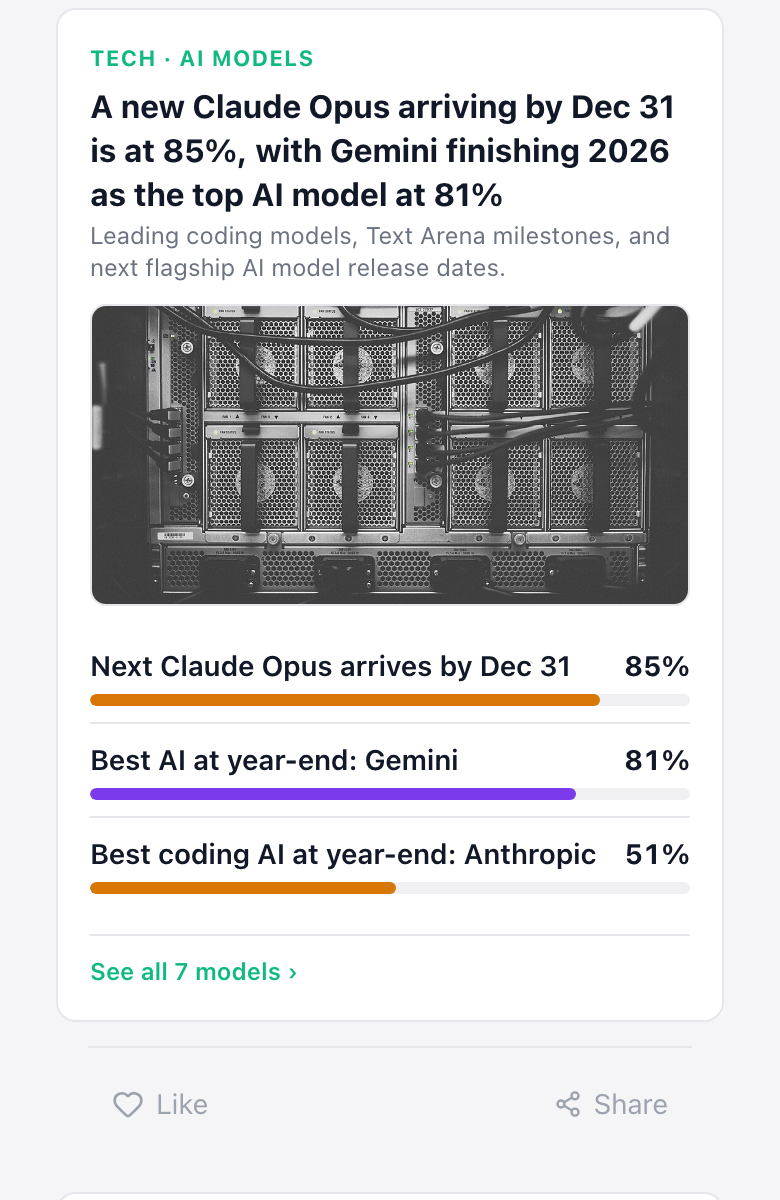 TECH · AI MODELS
A new Claude Opus arriving by Dec 31
is at 85%, with Gemini finishing 2026
as the top AI model at 81%
Leading coding models, Text Arena milestones, and
next flagship AI model release dates.
Next Claude Opus arrives by Dec 31 85%
Best AI at year-end: Gemini 81%
Best coding AI at year-end: Anthropic 51%
See all 7 models ›
Like Share